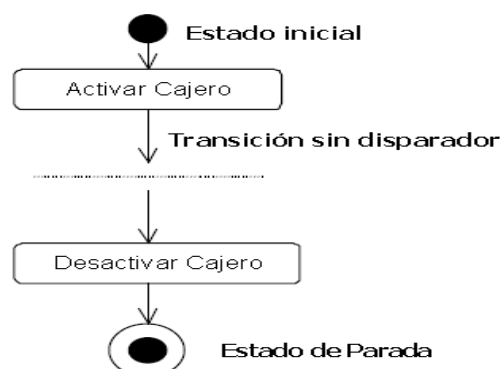 Estado inicial
Activar Cajero
Transición sin disparador
Desactivar Cajero
Estado de Parada